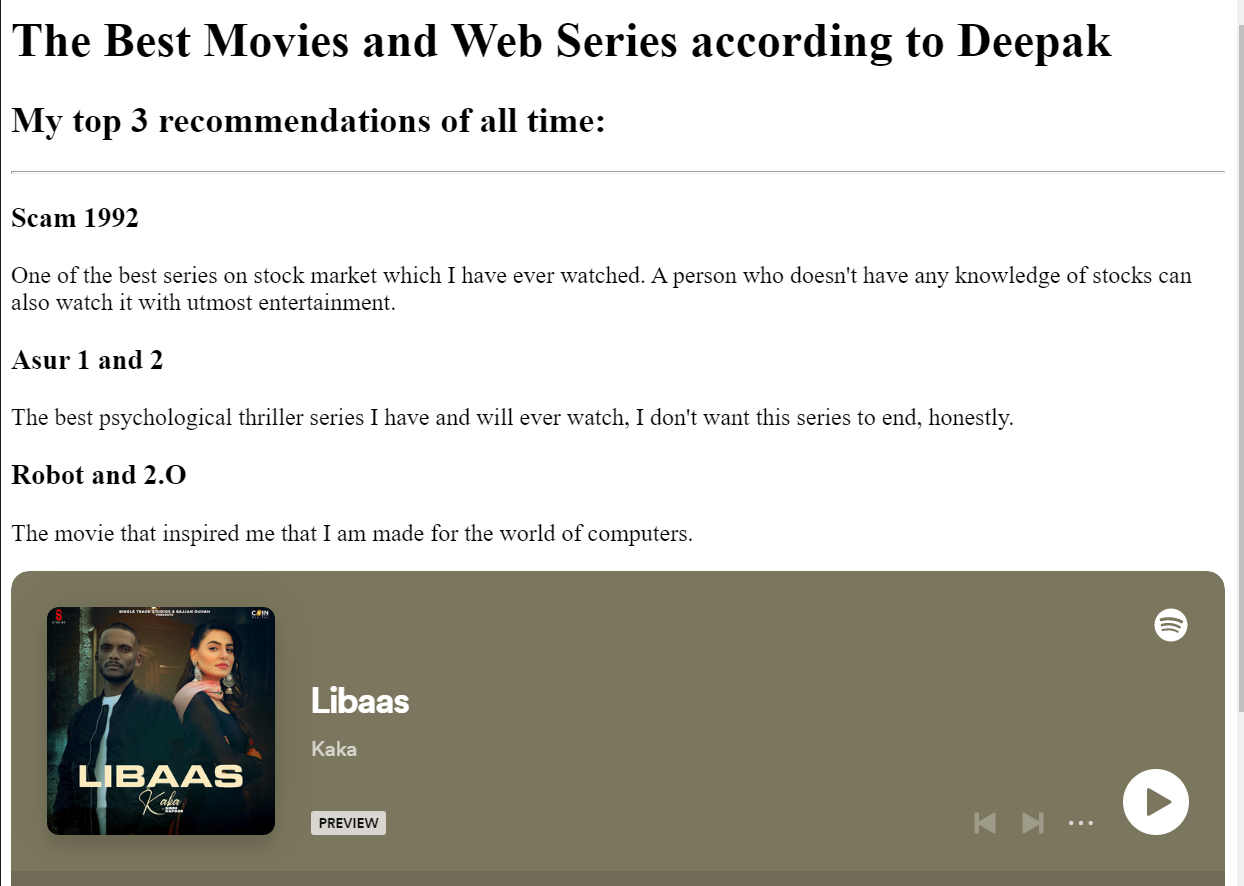 The Best Movies and Web Series according to Deepak
My top 3 recommendations of all time:
Scam 1992
One of the best series on stock market which I have ever watched. A person who doesn't have any knowledge of stocks can
also watch it with utmost entertainment.
Asur 1 and 2
The best psychological thriller series I have and will ever watch, I don't want this series to end, honestly.
Robot and 2.O
The movie that inspired me that I am made for the world of computers.
SINGLE TRACK STUDIOS & SAJJAN DUHAN
PRESENTS
COIN
DIGITAL
LIBAAS
Kaka
Libaas
Kaka
PREVIEW